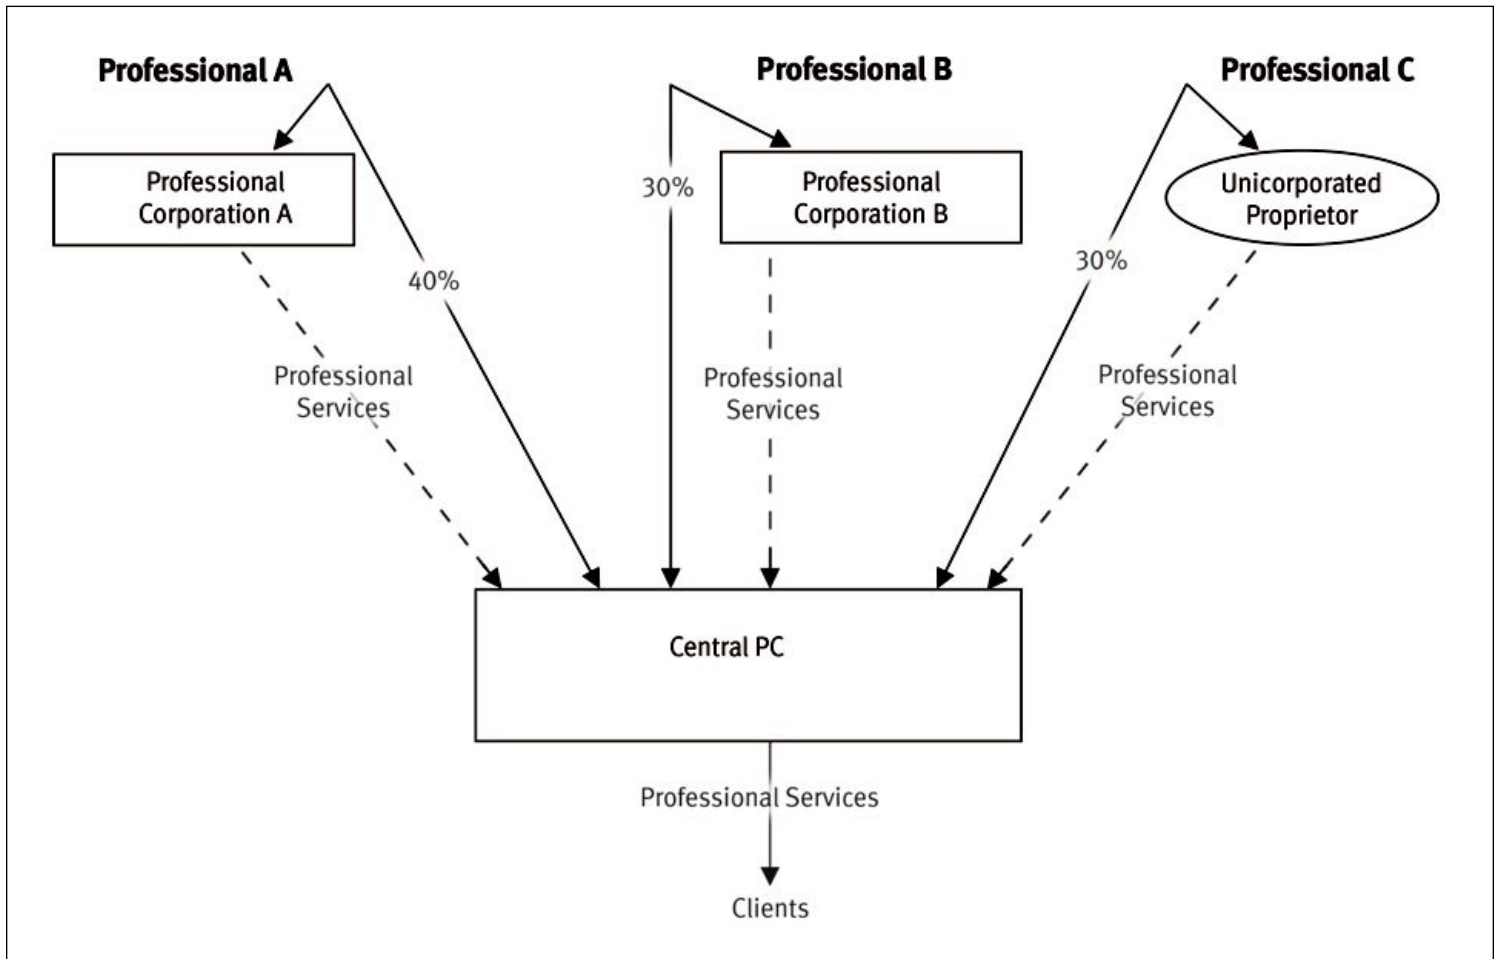 Professional A
Professional B
Professional C
Professional
Corporation A
Professional
Corporation B
Unicorporated
Proprietor
30%
40%
30%
Professional
Services
Professional
Services
Professional
Services
Central PC
Professional Services
Clients